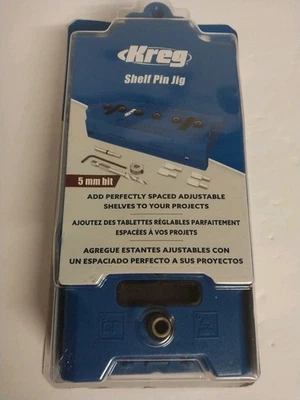 Kreg
Shelf Pin Jig
5 mm bit
ADD PERFECTLY SPACED ADJUSTABLE
SHELVES TO YOUR PROJECTS
AJOUTEZ DES TABLETTES RÉGLABLES PARFAITEMENT
ESPACÉES À VOS PROJETS
AGREGUE ESTANTES AJUSTABLES CON
UN ESPACIADO PERFECTO A SUS PROYECTOS